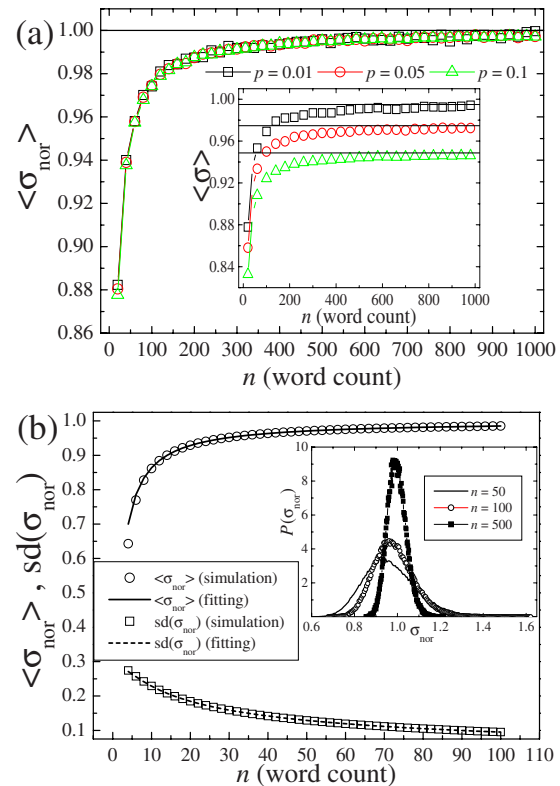 (a)
1.00
0.98
0.96
0.94
0.92
0.90
0.88
0.86
<σnor>
p = 0.01 p = 0.05 p = 0.1
1.00
0.96
0.92
0.88
0.84
<σ>
0 200 400 600 800 1000
n (word count)
0 100 200 300 400 500 600 700 800 900 1000
n (word count)
(b)
1.0
0.9
0.8
0.7
0.6
0.5
0.4
0.3
0.2
0.1
<σnor> , sd(σnor)
<σnor> (simulation)
<σnor> (fitting)
sd(σnor) (simulation)
sd(σnor) (fitting)
10
8
6
4
2
P(σnor)
n = 50
n = 100
n = 500
0.6 0.8 1.0 1.2 1.4 1.6
σnor
0 10 20 30 40 50 60 70 80 90 100 110
n (word count)